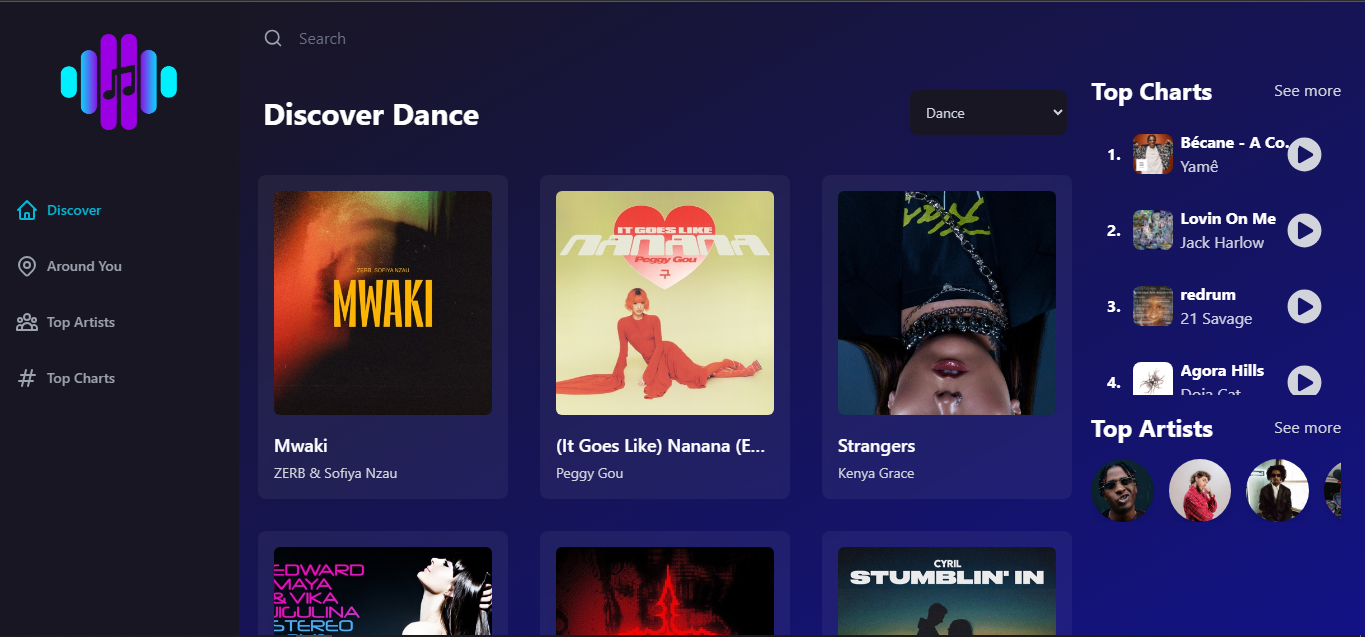 Search
Discover Dance
Dance
Discover
Around You
Top Artists
Top Charts
ZERB, SOFIYA NZAU
MWAKI
Mwaki
ZERB & Sofiya Nzau
IT GOES LIKE
NANANA
Peggy Gou
구
(It Goes Like) Nanana (E...
Peggy Gou
Strangers
Kenya Grace
EDWARD
MAYA
& VIKA
JIGULINA
STEREO
CYRIL
STUMBLIN' IN
Top Charts
See more
1.
Bécane - A Co...
Yamê
2.
Lovin On Me
Jack Harlow
3.
redrum
21 Savage
4.
Agora Hills
Doja Cat
Top Artists
See more